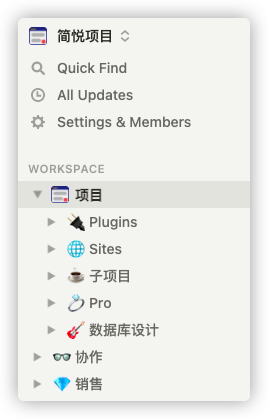 简悦项目
Quick Find
All Updates
Settings & Members
WORKSPACE
项目
Plugins
Sites
子项目
Pro
数据库设计
协作
销售